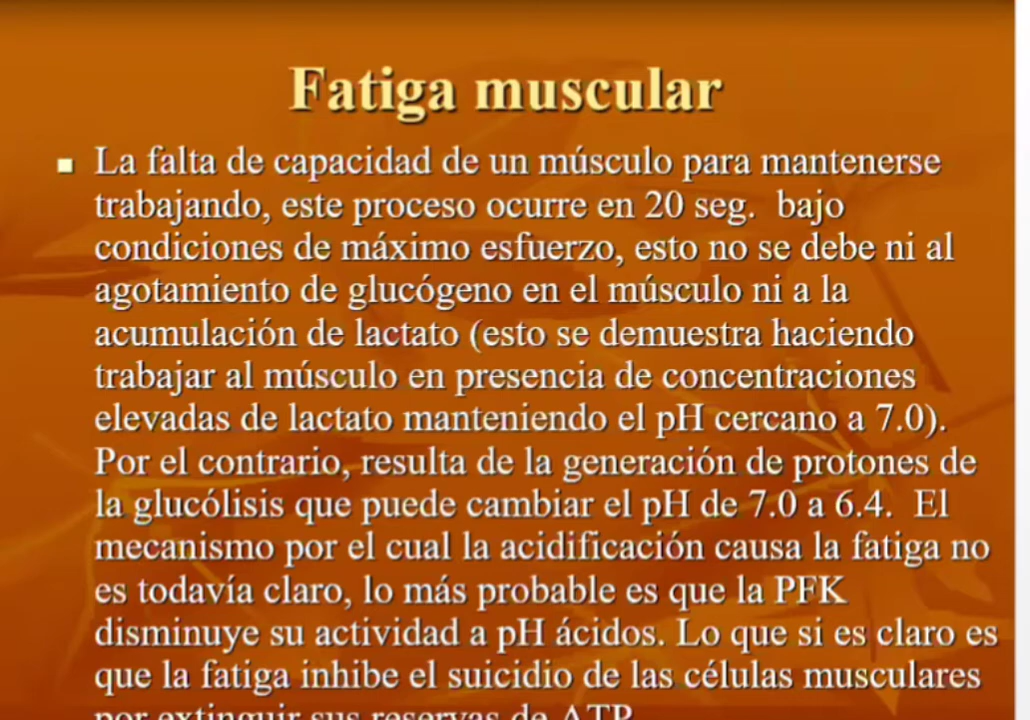 Fatiga muscular
La falta de capacidad de un músculo para mantenerse
trabajando, este proceso ocurre en 20 seg.  bajo
condiciones de máximo esfuerzo, esto no se debe ni al
agotamiento de glucógeno en el músculo ni a la
acumulación de lactato (esto se demuestra haciendo
trabajar al músculo en presencia de concentraciones
elevadas de lactato manteniendo el pH cercano a 7.0).
Por el contrario, resulta de la generación de protones de
la glucólisis que puede cambiar el pH de 7.0 a 6.4.  El
mecanismo por el cual la acidificación causa la fatiga no
es todavía claro, lo más probable es que la PFK
disminuye su actividad a pH ácidos. Lo que si es claro es
que la fatiga inhibe el suicidio de las células musculares
por extinguir sus reservas de ATP